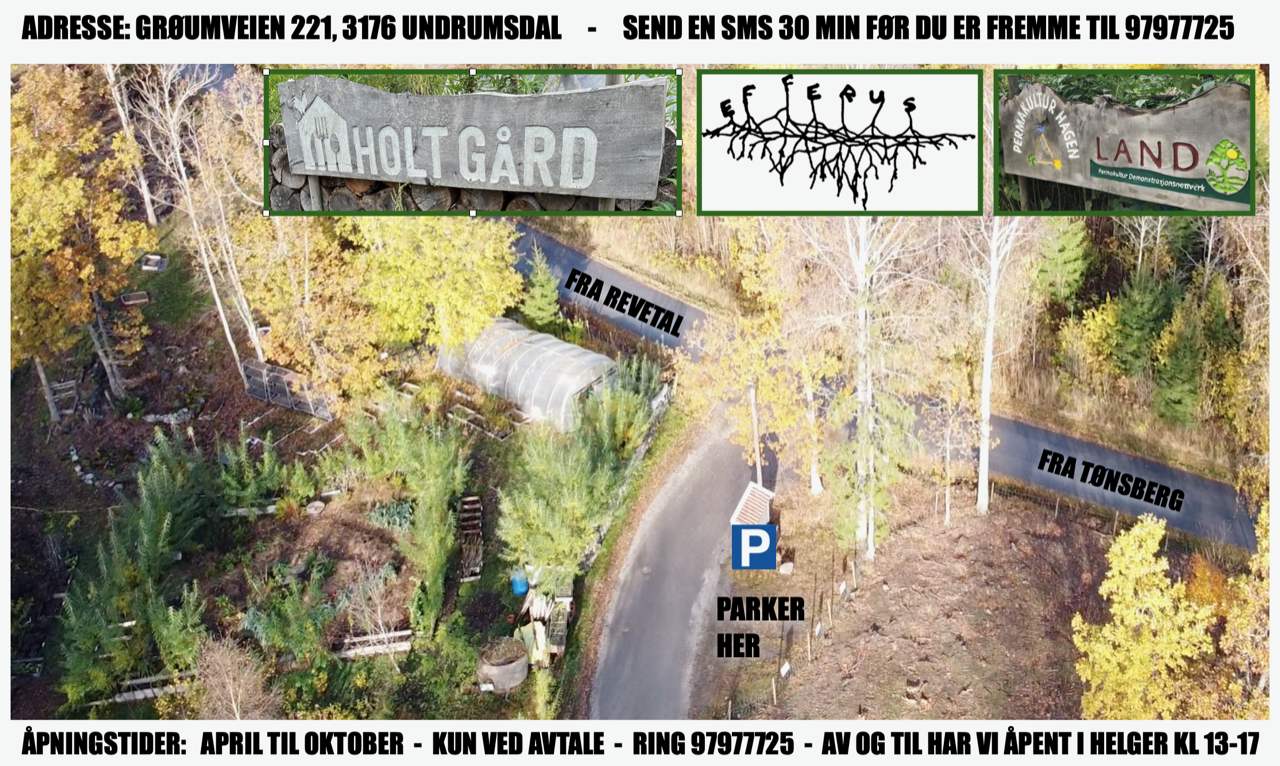 ADRESSE: GRØUMVEIEN 221, 3176 UNDRUMSDAL - SEND EN SMS 30 MIN FØR DU ER FREMME TIL 97977725
HOLT GÅRD
EFFERUS
PERMAKULTUR HAGEN
LAND
Permakultur Demonstrasjonsnettverk
FRA REVETAL
FRA TØNSBERG
P
PARKER
HER
ÅPNINGSTIDER: APRIL TIL OKTOBER - KUN VED AVTALE - RING 97977725 - AV OG TIL HAR VI ÅPENT I HELGER KL 13-17